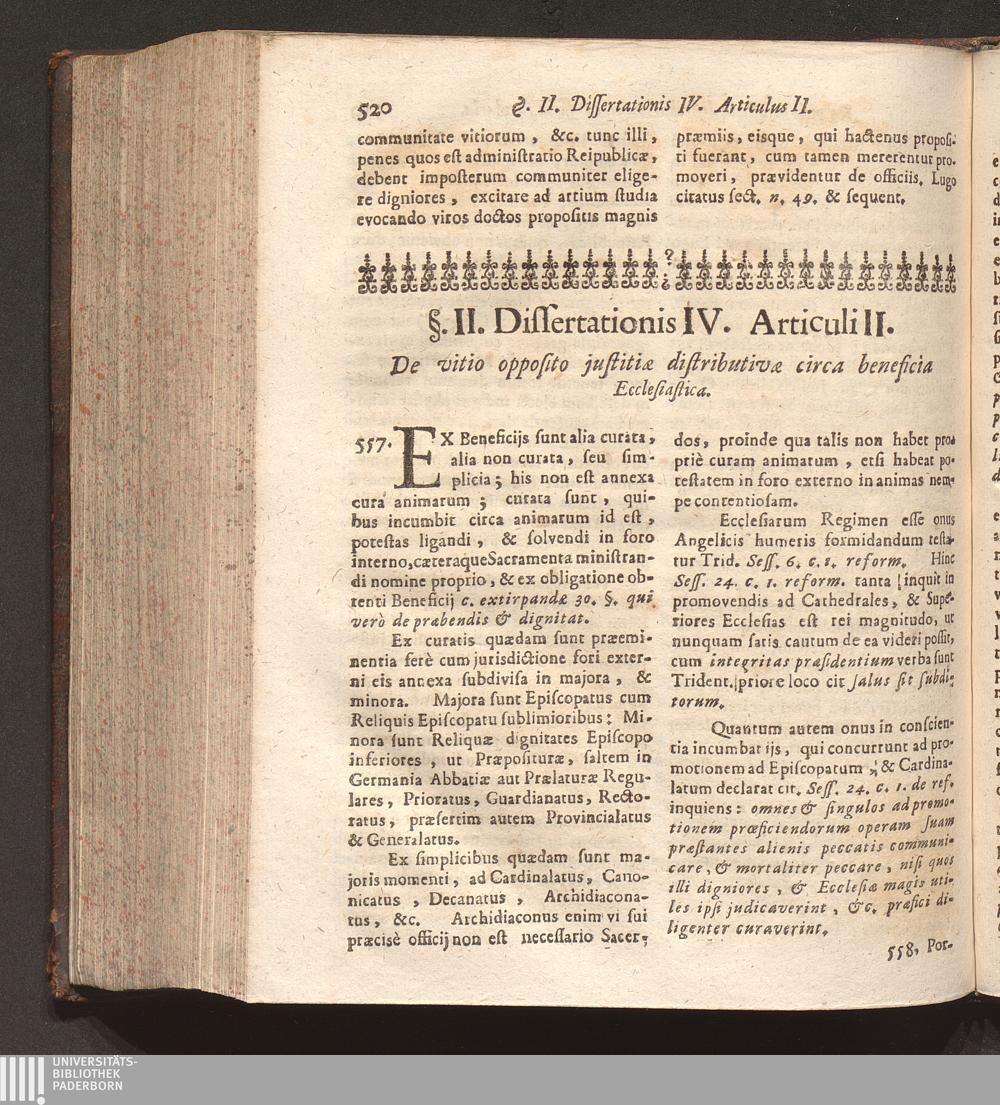 520 §. II. Dissertationis IV. Articulus II.
communitate vitiorum, &c. tunc illi,
penes quos est administratio Reipublicæ,
debent imposterum communiter elige-
re digniores, excitare ad artium studia
evocando viros doctos propositis magnis
præmiis, eisque, qui hactenus proposi-
ti fuerant, cum tamen mererentur pro-
moveri, prævidentur de officiis. Lugo
citatus sect. n. 49. & sequent.
§. II. Dissertationis IV. Articuli II.
De vitio opposito justitiæ distributivæ circa beneficia
Ecclesiastica.
557. EX Beneficijs sunt alia curata,
alia non curata, seu sim-
plicia; his non est annexa
cura animarum; curata sunt, qui-
bus incumbit circa animarum id est,
potestas ligandi, & solvendi in foro
interno, cæteraque Sacramenta ministran-
di nomine proprio, & ex obligatione ob-
tenti Beneficij c. extirpandæ 30. §. qui
verò de præbendis & dignitat.
Ex curatis quædam sunt præemi-
nentia ferè cum jurisdictione fori exter-
ni eis annexa subdivisa in majora, &
minora. Majora sunt Episcopatus cum
Reliquis Episcopatu sublimioribus: Mi-
nora sunt Reliquæ dignitates Episcopo
inferiores, ut Præposituræ, saltem in
Germania Abbatiæ aut Prælaturæ Regu-
lares, Prioratus, Guardianatus, Recto-
ratus, præsertim autem Provincialatus
& Generalatus.
Ex simplicibus quædam sunt ma-
joris momenti, ad Cardinalatus, Cano-
nicatus, Decanatus, Archidiacona-
tus, &c. Archidiaconus enim vi sui
præcisè officij non est necessario Sacer-
dos, proinde qua talis non habet pro-
priè curam animarum, etsi habeat po-
testatem in foro externo in animas nem-
pe contentiosam.
Ecclesiarum Regimen esse onus
Angelicis humeris formidandum testa-
tur Trid. Sess. 6. c. 1. reform. Hinc
Sess. 24. c. 1. reform. tanta inquit in
promovendis ad Cathedrales, & Supe-
riores Ecclesias est rei magnitudo, ut
nunquam satis cautum de ea videri possit,
cum integritas præsidentium verba sunt
Trident. priore loco cit salus sit subdi-
torum.
Quantum autem onus in conscien-
tia incumbat ijs, qui concurrunt ad pro-
motionem ad Episcopatum, & Cardina-
latum declarat cit. Sess. 24. c. 1. de ref.
inquiens: omnes & singulos ad promo-
tionem præficiendorum operam suam
præstantes alienis peccatis communi-
care, & mortaliter peccare, nisi quos
illi digniores, & Ecclesiæ magis uti-
les ipsi judicaverint, &c. præfici di-
ligenter curaverint.
558. Por-
UNIVERSITÄTS-
BIBLIOTHEK
PADERBORN